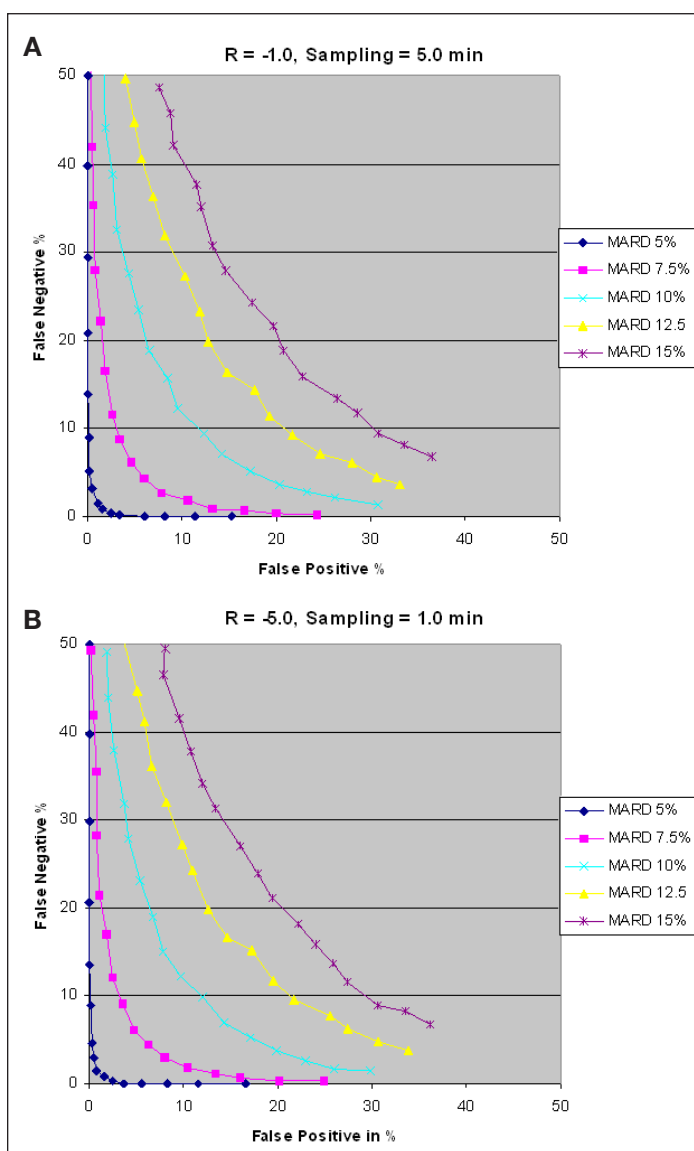 A
R = -1.0, Sampling = 5.0 min
50
40
30
20
10
0
False Negative %
0 10 20 30 40 50
False Positive %
MARD 5%
MARD 7.5%
MARD 10%
MARD 12.5
MARD 15%
B
R = -5.0, Sampling = 1.0 min
50
40
30
20
10
0
False Negative %
0 10 20 30 40 50
False Positive in %
MARD 5%
MARD 7.5%
MARD 10%
MARD 12.5
MARD 15%